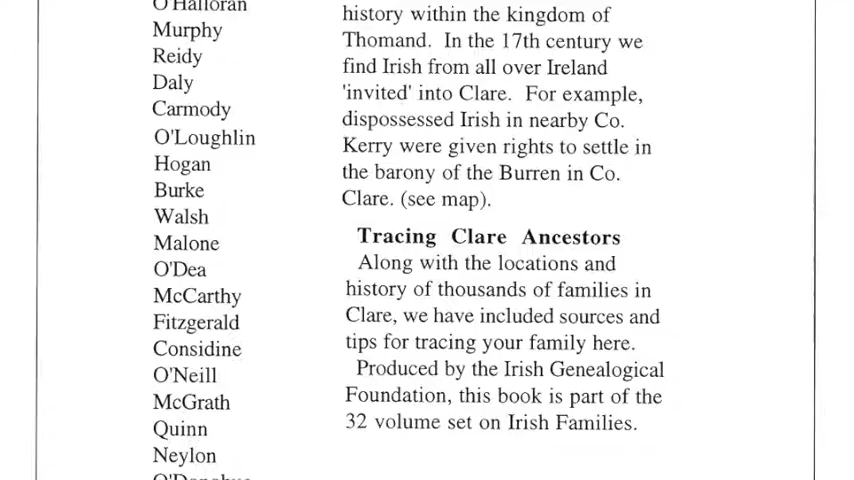 O'Halloran
Murphy
Reidy
Daly
Carmody
O'Loughlin
Hogan
Burke
Walsh
Malone
O'Dea
McCarthy
Fitzgerald
Considine
O'Neill
McGrath
Quinn
Neylon
history within the kingdom of
Thomand. In the 17th century we
find Irish from all over Ireland
'invited' into Clare. For example,
dispossessed Irish in nearby Co.
Kerry were given rights to settle in
the barony of the Burren in Co.
Clare. (see map).
Tracing Clare Ancestors
Along with the locations and
history of thousands of families in
Clare, we have included sources and
tips for tracing your family here.
Produced by the Irish Genealogical
Foundation, this book is part of the
32 volume set on Irish Families.